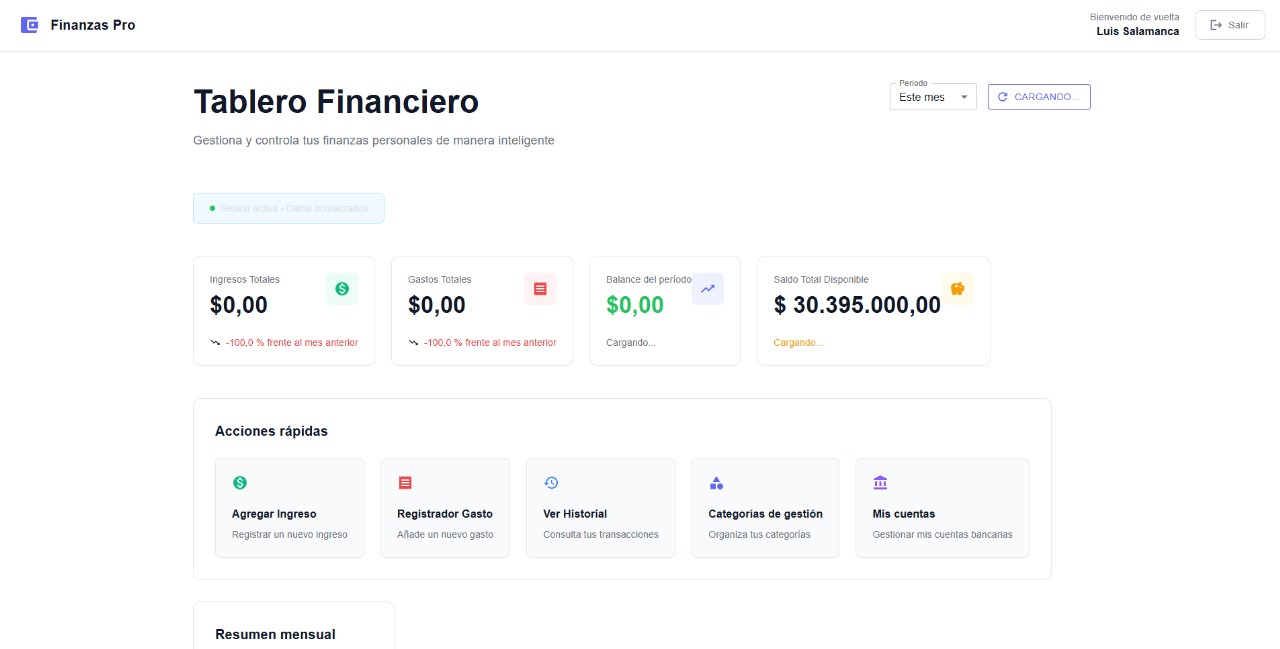 Finanzas Pro
Bienvenido de vuelta
Luis Salamanca
Salir
Tablero Financiero
Gestiona y controla tus finanzas personales de manera inteligente
Periodo
Este mes
CARGANDO...
Sesión activa • Datos actualizados
Ingresos Totales
$0,00
-100,0 % frente al mes anterior
Gastos Totales
$0,00
-100,0 % frente al mes anterior
Balance del período
$0,00
Cargando...
Saldo Total Disponible
$ 30.395.000,00
Cargando...
Acciones rápidas
Agregar Ingreso
Registrar un nuevo ingreso
Registrador Gasto
Añade un nuevo gasto
Ver Historial
Consulta tus transacciones
Categorías de gestión
Organiza tus categorías
Mis cuentas
Gestionar mis cuentas bancarias
Resumen mensual